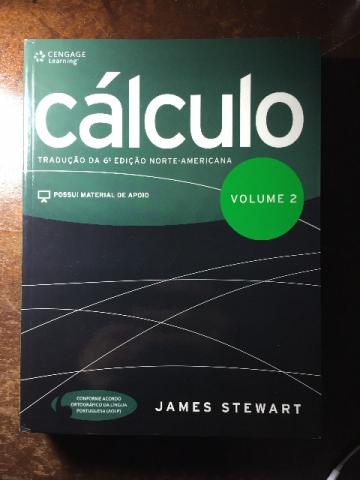 CENGAGE
Learning™
cálculo
TRADUÇÃO DA 6ª EDIÇÃO NORTE-AMERICANA
POSSUI MATERIAL DE APOIO
VOLUME 2
CONFORME ACORDO
ORTOGRÁFICO DA LÍNGUA
PORTUGUESA (AOLP)
JAMES STEWART